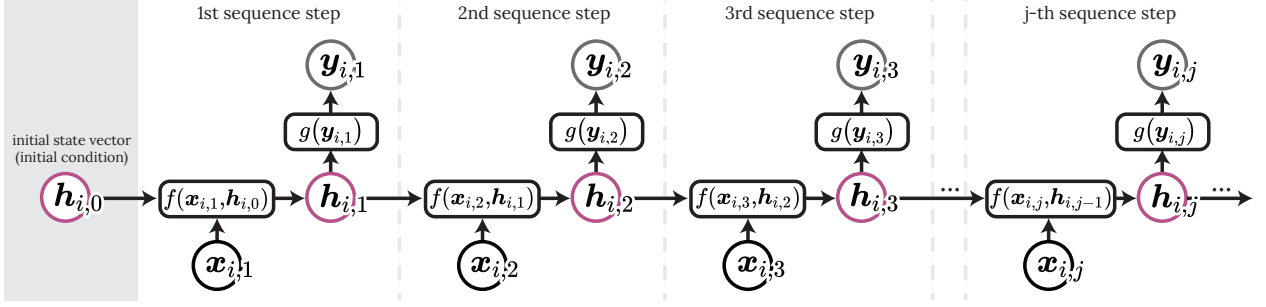 1st sequence step
2nd sequence step
3rd sequence step
j-th sequence step
y_{i,1}
y_{i,2}
y_{i,3}
y_{i,j}
g(y_{i,1})
g(y_{i,2})
g(y_{i,3})
g(y_{i,j})
initial state vector
(initial condition)
h_{i,0}
f(x_{i,1},h_{i,0})
h_{i,1}
f(x_{i,2},h_{i,1})
h_{i,2}
f(x_{i,3},h_{i,2})
h_{i,3}
...
f(x_{i,j},h_{i,j-1})
h_{i,j}
...
x_{i,1}
x_{i,2}
x_{i,3}
x_{i,j}